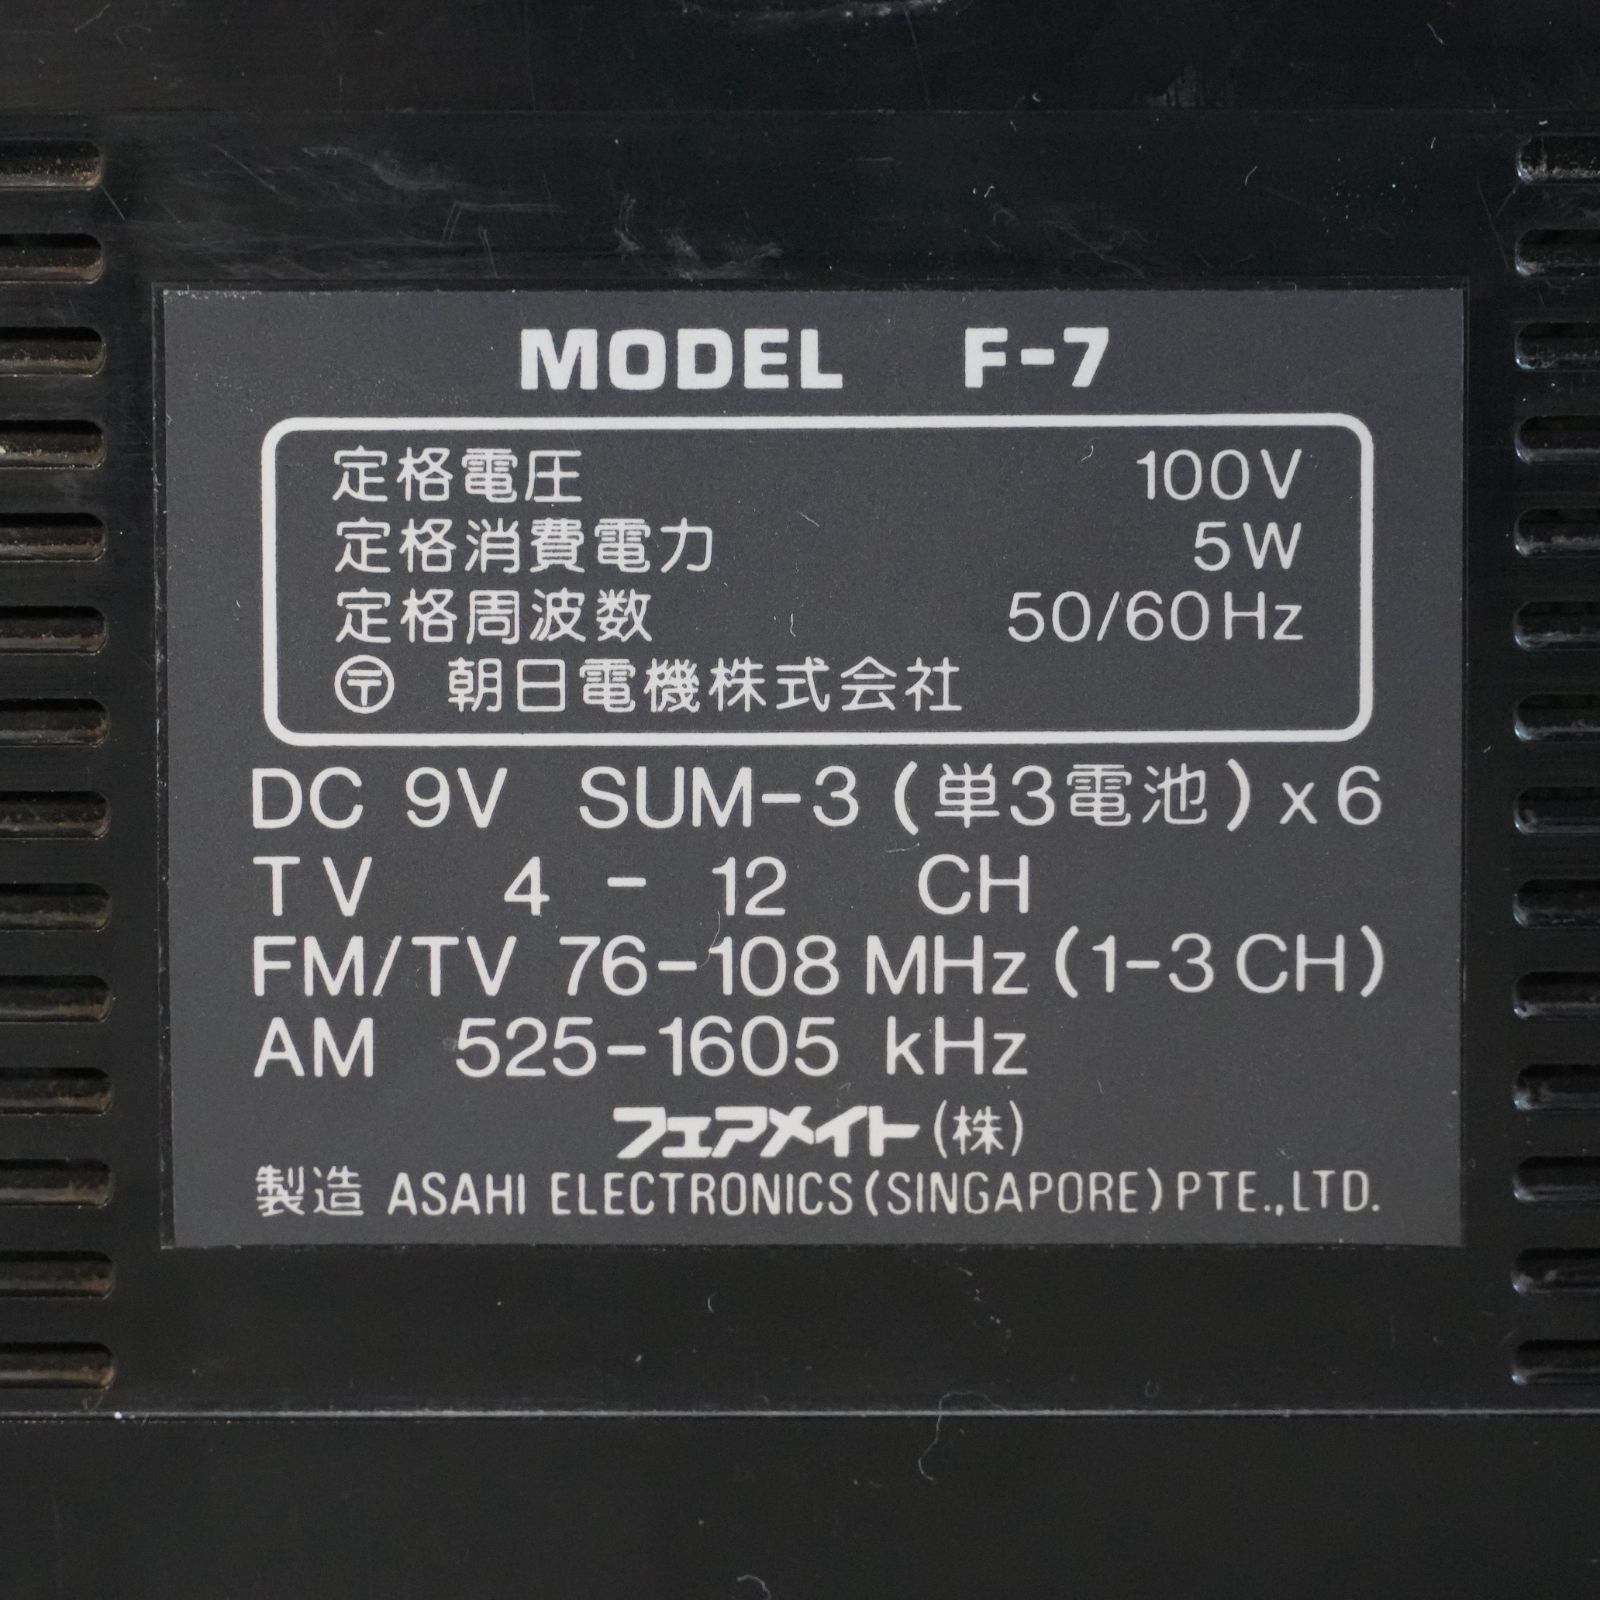 MODEL F-7
定格電圧 100V
定格消費電力 5W
定格周波数 50/60Hz
〶 朝日電機株式会社
DC 9V SUM-3 (単3電池) x 6
TV 4 - 12 CH
FM/TV 76-108 MHz (1-3 CH)
AM 525-1605 kHz
フェアメイト(株)
製造 ASAHI ELECTRONICS (SINGAPORE) PTE., LTD.